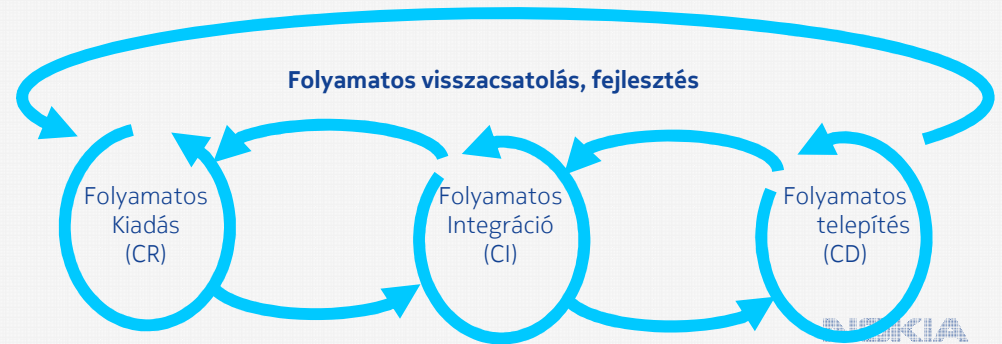 Folyamatos visszacsatolás, fejlesztés
Folyamatos
Kiadás
(CR)
Folyamatos
Integráció
(CI)
Folyamatos
telepítés
(CD)
NOKIA